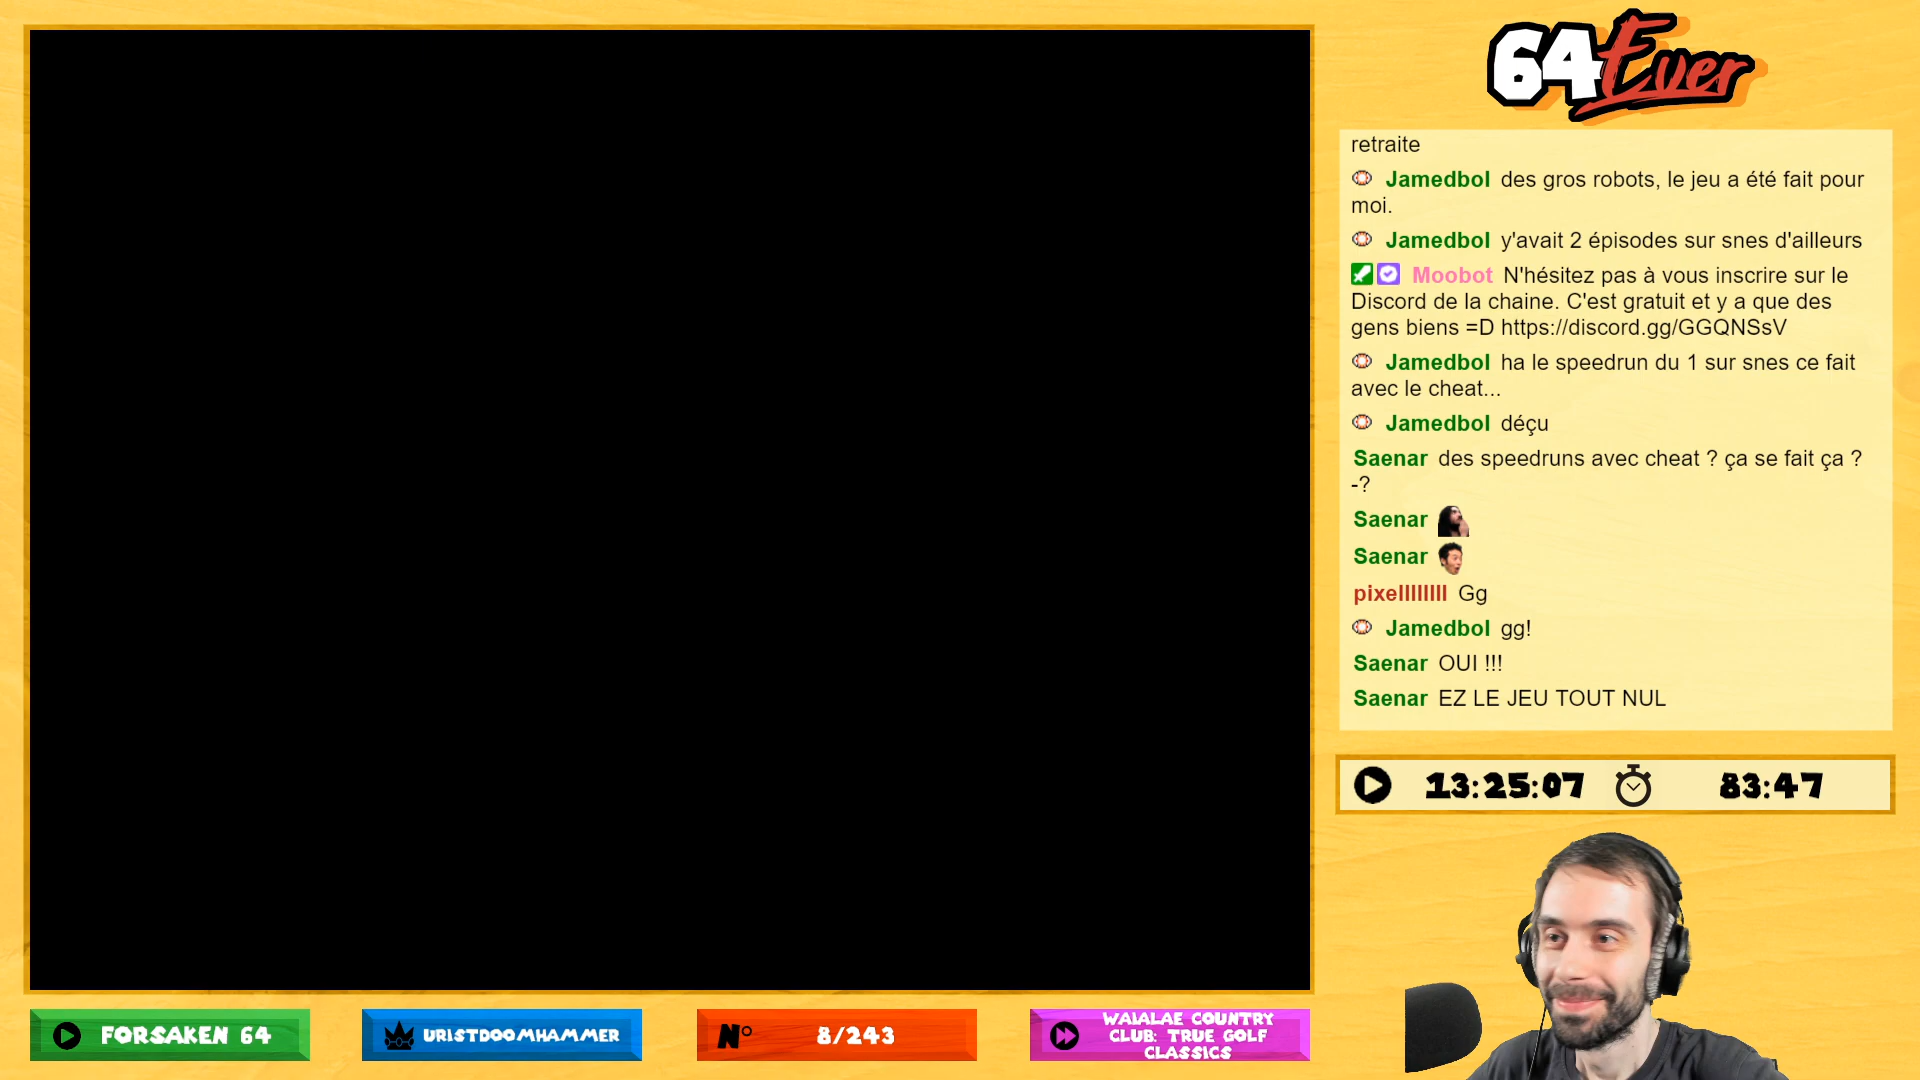 64Ever
retraite
Jamedbol des gros robots, le jeu a été fait pour
moi.
Jamedbol y'avait 2 épisodes sur snes d'ailleurs
Moobot N'hésitez pas à vous inscrire sur le
Discord de la chaine. C'est gratuit et y a que des
gens biens =D https://discord.gg/GGQNSsV
Jamedbol ha le speedrun du 1 sur snes ce fait
avec le cheat...
Jamedbol déçu
Saenar des speedruns avec cheat ? ça se fait ?
-?
Saenar
Saenar
pixellllllll Gg
Jamedbol gg!
Saenar OUI !!!
Saenar EZ LE JEU TOUT NUL
13:25:07 83:47
FORSAKEN 64
URISTDOOMHAMMER
N° 8/243
WAIALAE COUNTRY
CLUB: TRUE GOLF
CLASSICS